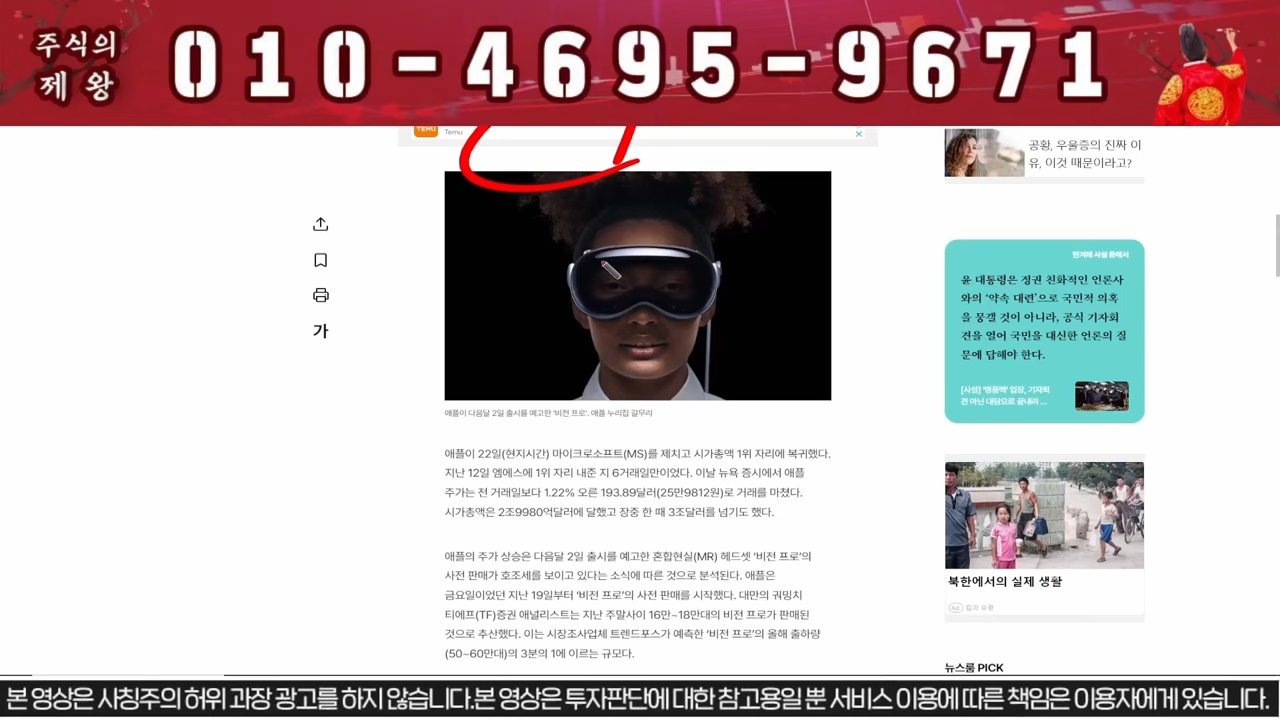 주식의
제 왕
010-4695-9671
TEMU
Temu
공황, 우울증의 진짜 이
유, 이것 때문이라고?
한겨레 사설 중에서
윤 대통령은 정권 친화적인 언론사
와의 ‘약속 대련’으로 국민적 의혹
을 뭉갤 것이 아니라, 공식 기자회
견을 열어 국민을 대신한 언론의 질
문에 답해야 한다.
[사설] ‘명품백’ 입장, 기자회
견 아닌 대담으로 끝내려 ...
가
애플이 다음달 2일 출시를 예고한 ‘비전 프로’. 애플 누리집 갈무리
애플이 22일(현지시간) 마이크로소프트(MS)를 제치고 시가총액 1위 자리에 복귀했다.
지난 12일 엠에스에 1위 자리 내준 지 6거래일만이었다. 이날 뉴욕 증시에서 애플
주가는 전 거래일보다 1.22% 오른 193.89달러(25만9812원)로 거래를 마쳤다.
시가총액은 2조9980억달러에 달했고 장중 한 때 3조달러를 넘기도 했다.
애플의 주가 상승은 다음달 2일 출시를 예고한 혼합현실(MR) 헤드셋 ‘비전 프로’의
사전 판매가 호조세를 보이고 있다는 소식에 따른 것으로 분석된다. 애플은
금요일이었던 지난 19일부터 ‘비전 프로’의 사전 판매를 시작했다. 대만의 궈밍치
티에프(TF)증권 애널리스트는 지난 주말사이 16만~18만대의 비전 프로가 판매된
것으로 추산했다. 이는 시장조사업체 트렌드포스가 예측한 ‘비전 프로’의 올해 출하량
(50~60만대)의 3분의 1에 이르는 규모다.
북한에서의 실제 생활
Ad
뉴스룸 PICK
본 영상은 사칭주의 허위 과장 광고를 하지 않습니다.본 영상은 투자판단에 대한 참고용일 뿐 서비스 이용에 따른 책임은 이용자에게 있습니다.